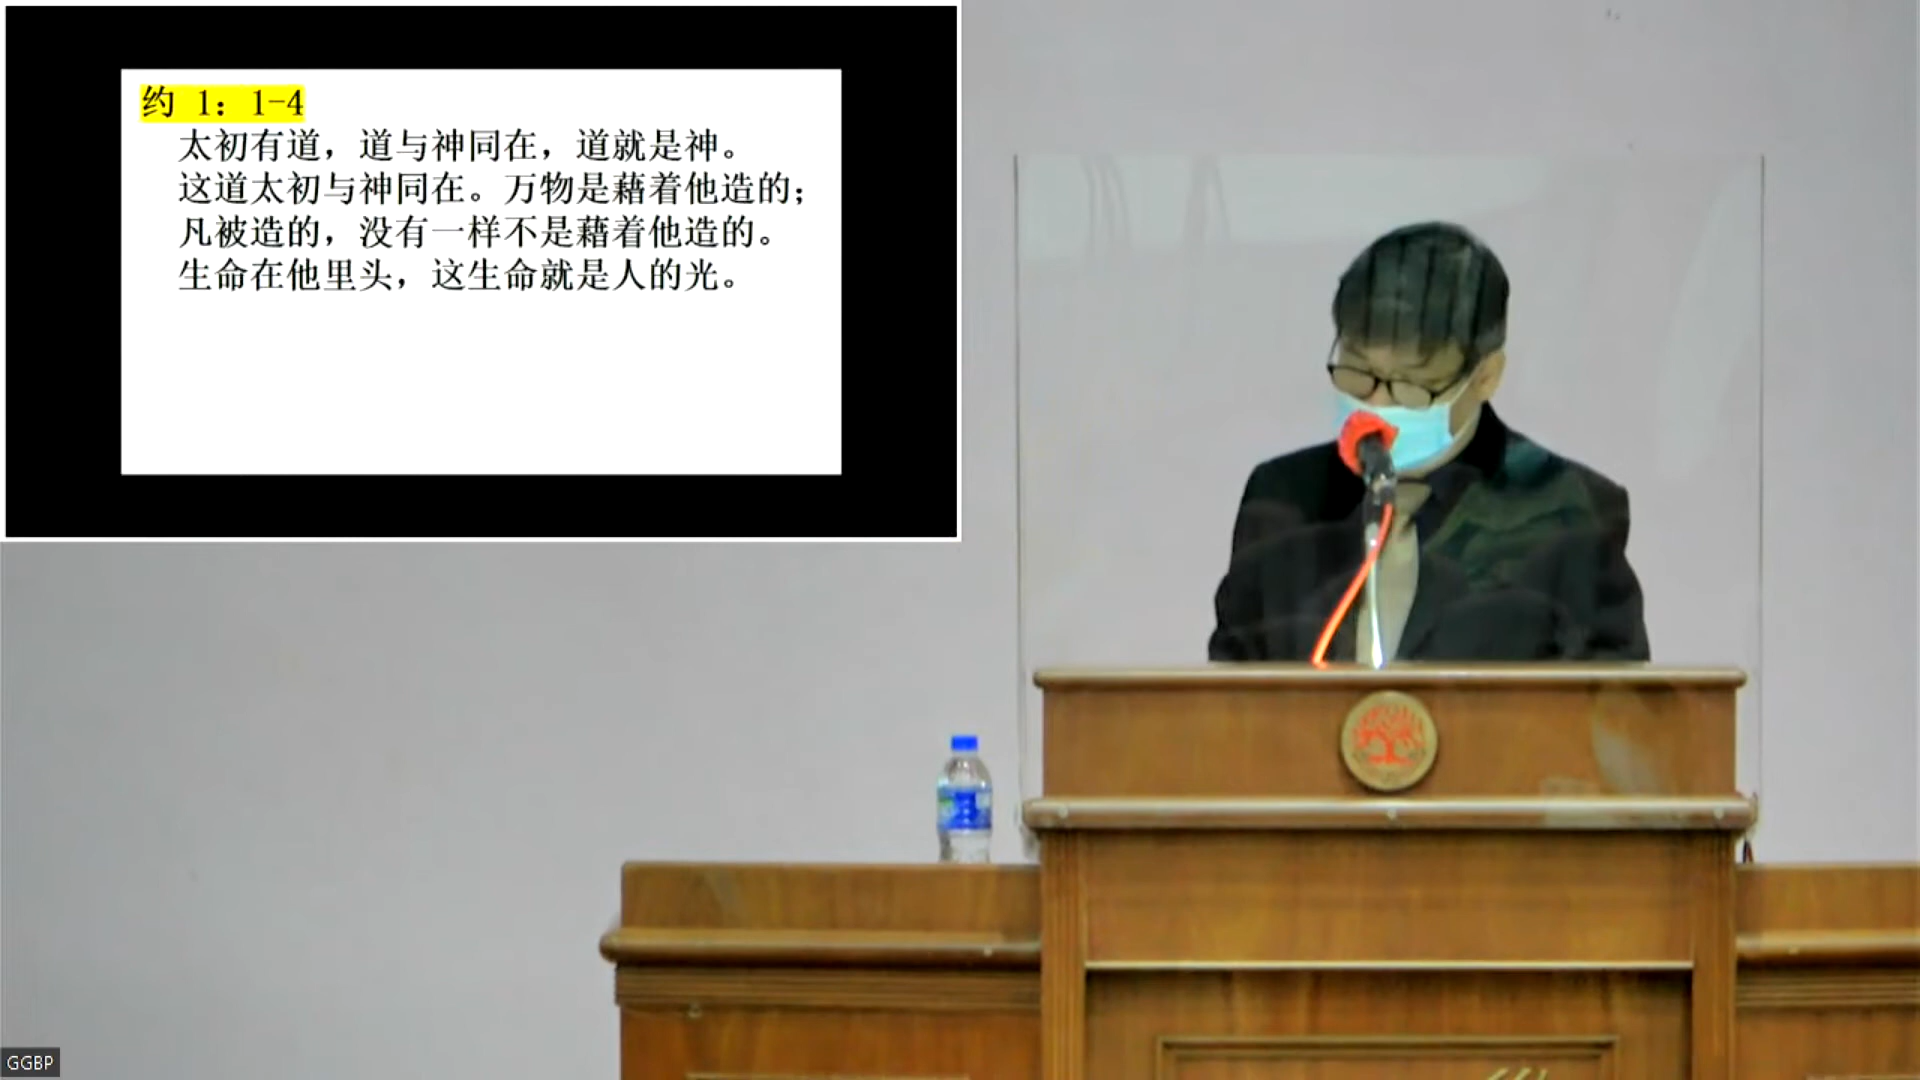 约 1：1-4
太初有道，道与神同在，道就是神。
这道太初与神同在。万物是藉着他造的；
凡被造的，没有一样不是藉着他造的。
生命在他里头，这生命就是人的光。
GGBP